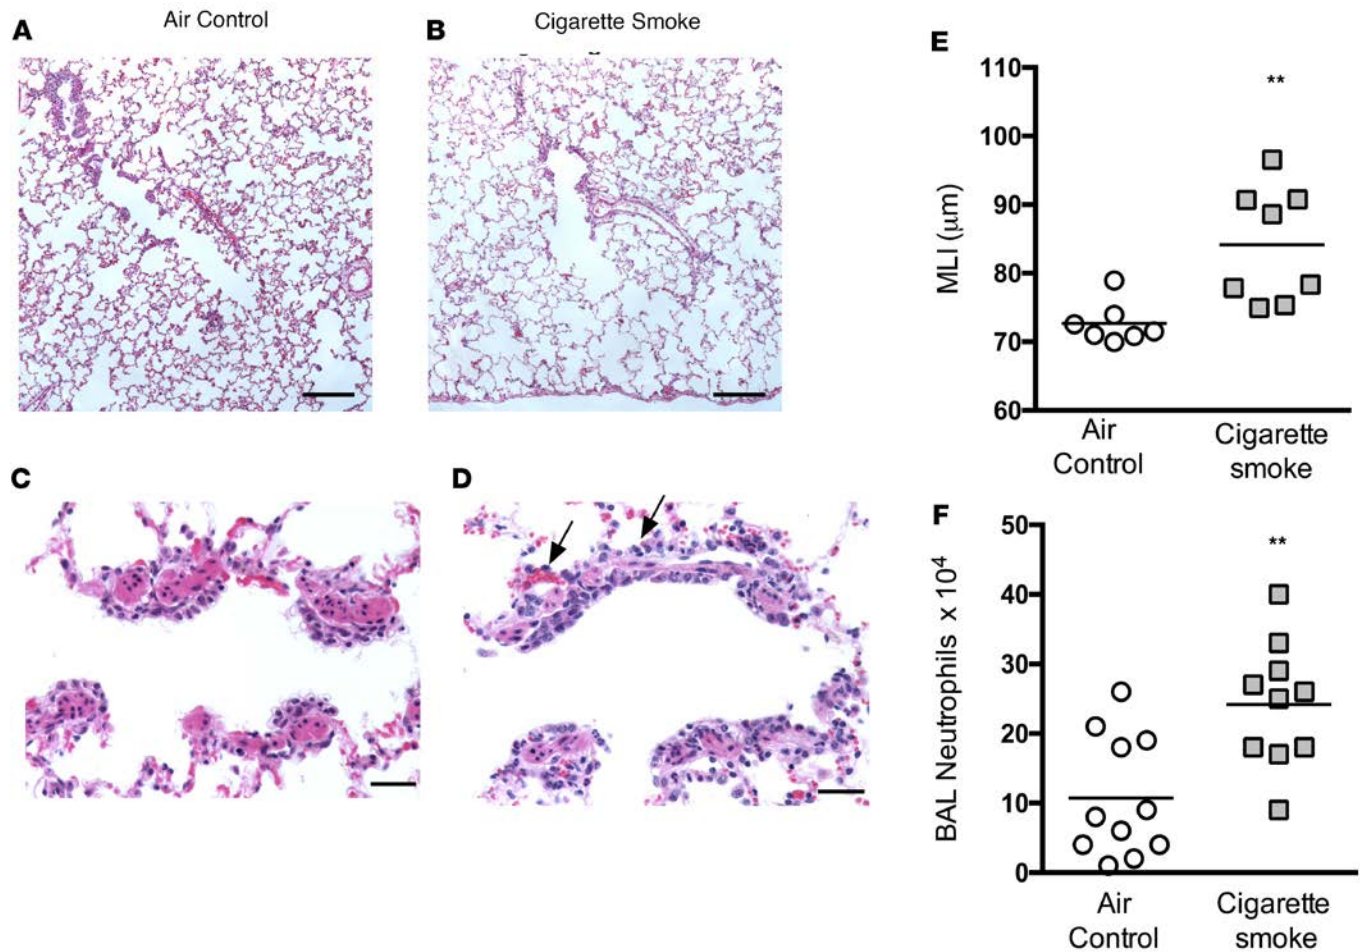 A
Air Control
B
Cigarette Smoke
C
D
E
MLI (μm)
110
100
90
80
70
60
**
Air
Control
Cigarette
smoke
F
BAL Neutrophils x 10⁴
50
40
30
20
10
0
**
Air
Control
Cigarette
smoke